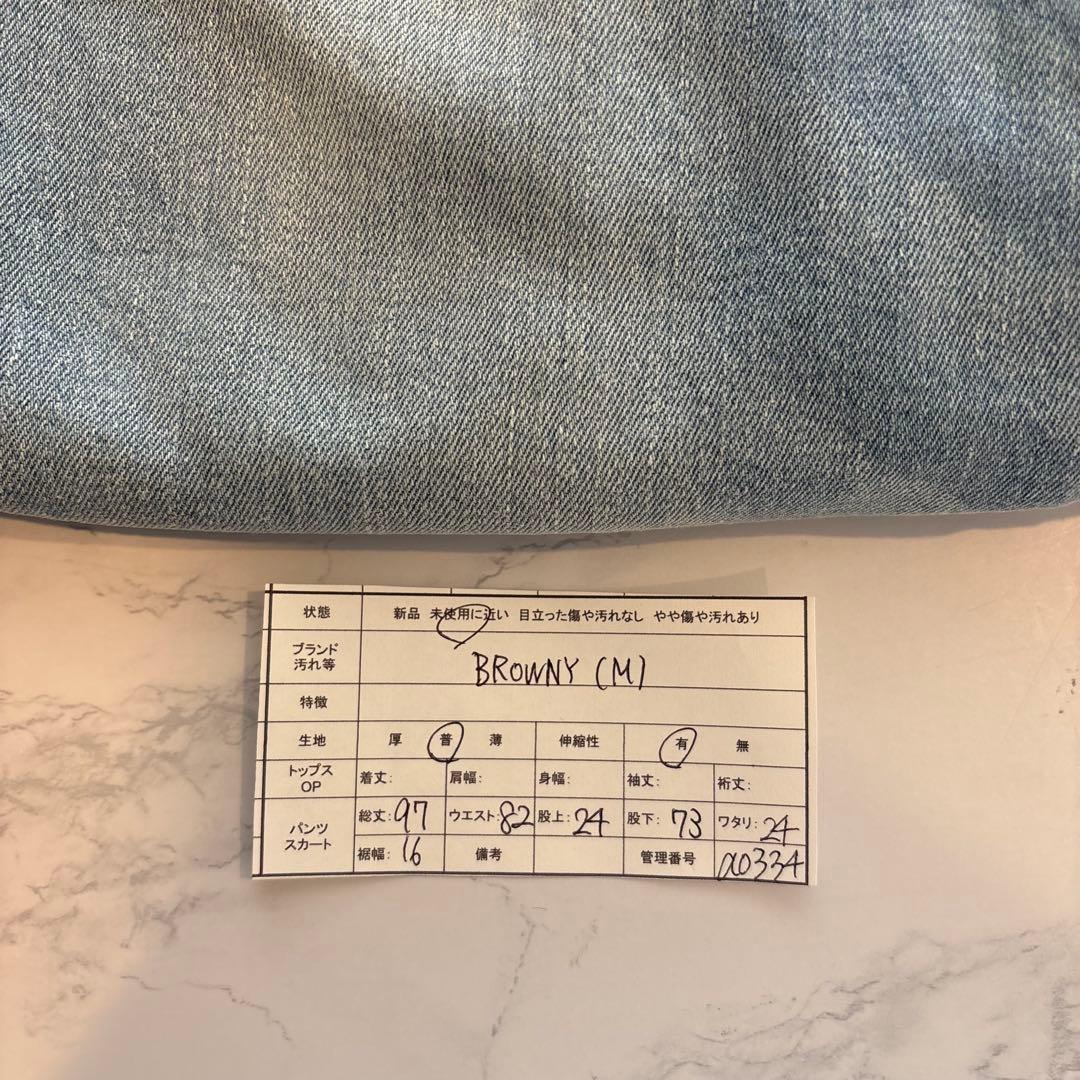 状態 新品 未使用に近い 目立った傷や汚れなし やや傷や汚れあり
ブランド
汚れ等 BROWNY (M)
特徴
生地 厚 普 薄 伸縮性 有 無
トップス
OP 着丈: 肩幅: 身幅: 袖丈: 裄丈:
パンツ
スカート 総丈: 97 ウエスト: 82 股上: 24 股下: 73 ワタリ: 24
裾幅: 16 備考 管理番号 a0334